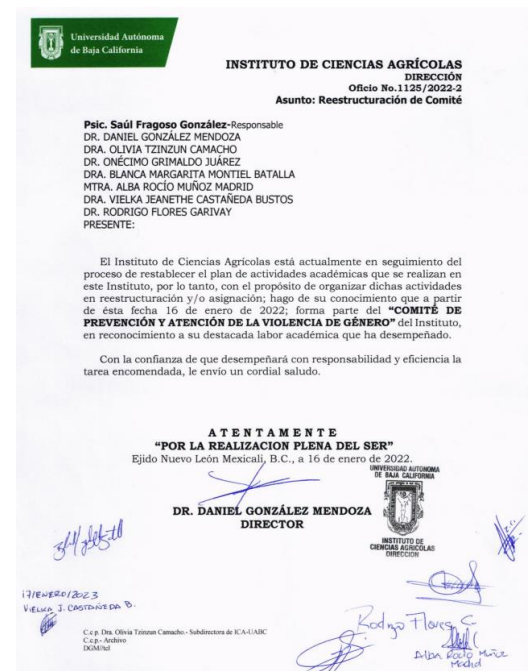 Universidad Autónoma
de Baja California
INSTITUTO DE CIENCIAS AGRÍCOLAS
DIRECCIÓN
Oficio No.1125/2022-2
Asunto: Reestructuración de Comité
Psic. Saúl Fragoso González-Responsable
DR. DANIEL GONZÁLEZ MENDOZA
DRA. OLIVIA TZINZUN CAMACHO
DR. ONÉCIMO GRIMALDO JUÁREZ
DRA. BLANCA MARGARITA MONTIEL BATALLA
MTRA. ALBA ROCÍO MUÑOZ MADRID
DRA. VIELKA JEANETHE CASTAÑEDA BUSTOS
DR. RODRIGO FLORES GARIVAY
PRESENTE:
El Instituto de Ciencias Agrícolas está actualmente en seguimiento del
proceso de restablecer el plan de actividades académicas que se realizan en
este Instituto, por lo tanto, con el propósito de organizar dichas actividades
en reestructuración y/o asignación; hago de su conocimiento que a partir
de ésta fecha 16 de enero de 2022; forma parte del "COMITÉ DE
PREVENCIÓN Y ATENCIÓN DE LA VIOLENCIA DE GÉNERO" del Instituto,
en reconocimiento a su destacada labor académica que ha desempeñado.
Con la confianza de que desempeñará con responsabilidad y eficiencia la
tarea encomendada, le envío un cordial saludo.
A T E N T A M E N T E
"POR LA REALIZACION PLENA DEL SER"
Ejido Nuevo León Mexicali, B.C., a 16 de enero de 2022.
UNIVERSIDAD AUTONOMA
DE BAJA CALIFORNIA
DR. DANIEL GONZÁLEZ MENDOZA
DIRECTOR
INSTITUTO DE
CIENCIAS AGRICOLAS
DIRECCION
17/ENERO/2023
VIELKA J. CASTAÑEDA B.
Rodrigo Flores G.
Alba Rocío Muñoz
Madrid
C.c.p. Dra. Olivia Tzinzun Camacho.- Subdirectora de ICA-UABC
C.c.p.- Archivo
DGM/tcl